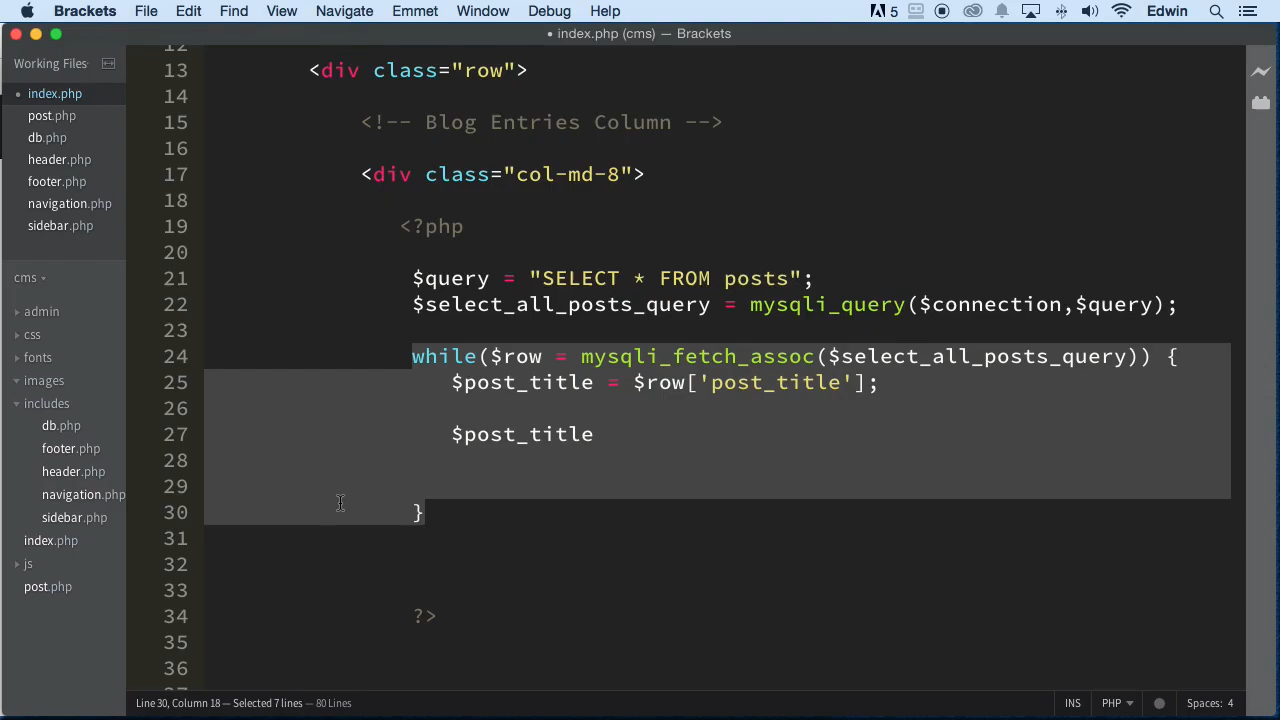 Brackets File Edit Find View Navigate Emmet Window Debug Help 5 Edwin
• index.php (cms) — Brackets
Working Files
• index.php
post.php
db.php
header.php
footer.php
navigation.php
sidebar.php
cms
admin
css
fonts
images
includes
db.php
footer.php
header.php
navigation.php
sidebar.php
index.php
js
post.php
12
13 <div class="row">
14
15 <!-- Blog Entries Column -->
16
17 <div class="col-md-8">
18
19 <?php
20
21 $query = "SELECT * FROM posts";
22 $select_all_posts_query = mysqli_query($connection,$query);
23
24 while($row = mysqli_fetch_assoc($select_all_posts_query)) {
25 $post_title = $row['post_title'];
26
27 $post_title
28
29
30 }
31
32
33
34 ?>
35
36
37
Line 30, Column 18 — Selected 7 lines — 80 Lines
INS PHP Spaces: 4